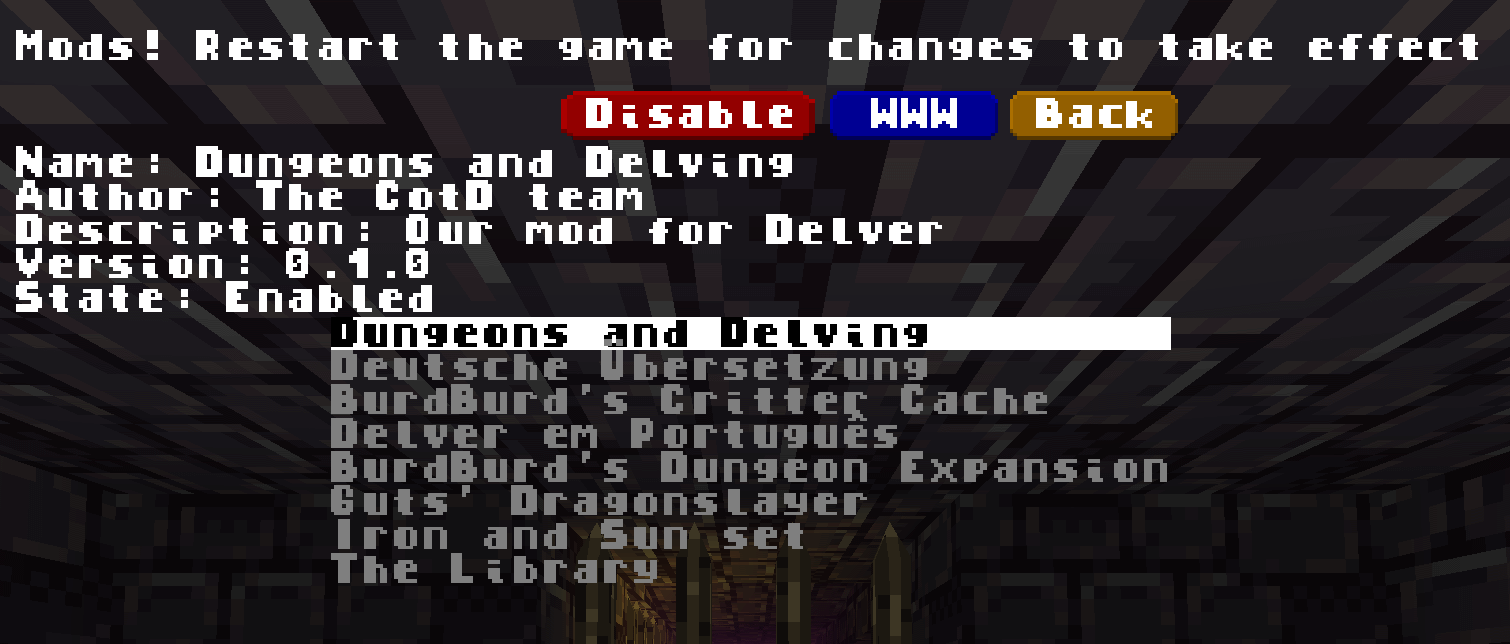 Mods! Restart the game for changes to take effect
Disable WWW Back
Name: Dungeons and Delving
Author: The CotD team
Description: Our mod for Delver
Version: 0.1.0
State: Enabled
Dungeons and Delving
Deutsche Übersetzung
BurdBurd's Critter Cache
Delver em Português
BurdBurd's Dungeon Expansion
Guts' Dragonslayer
Iron and Sun set
The Library